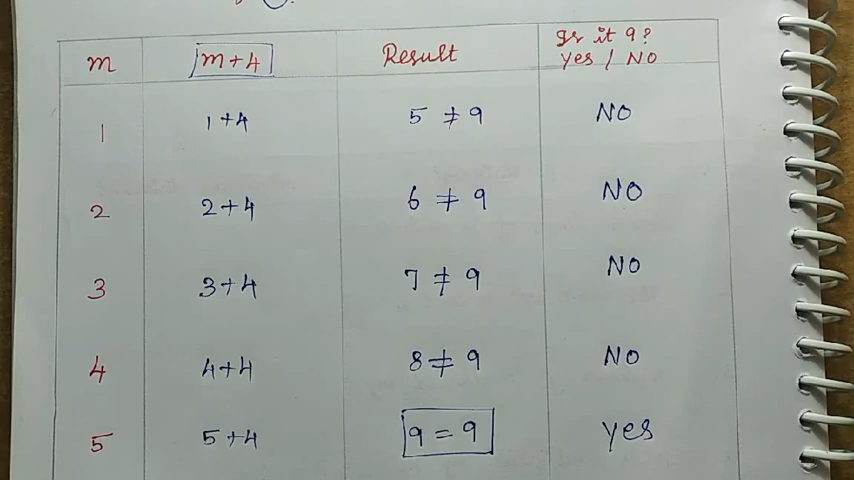 m m+4 Result Is it 9?
Yes / NO
1 1+4 5 ≠ 9 NO
2 2+4 6 ≠ 9 NO
3 3+4 7 ≠ 9 NO
4 4+4 8 ≠ 9 NO
5 5+4 9 = 9 yes